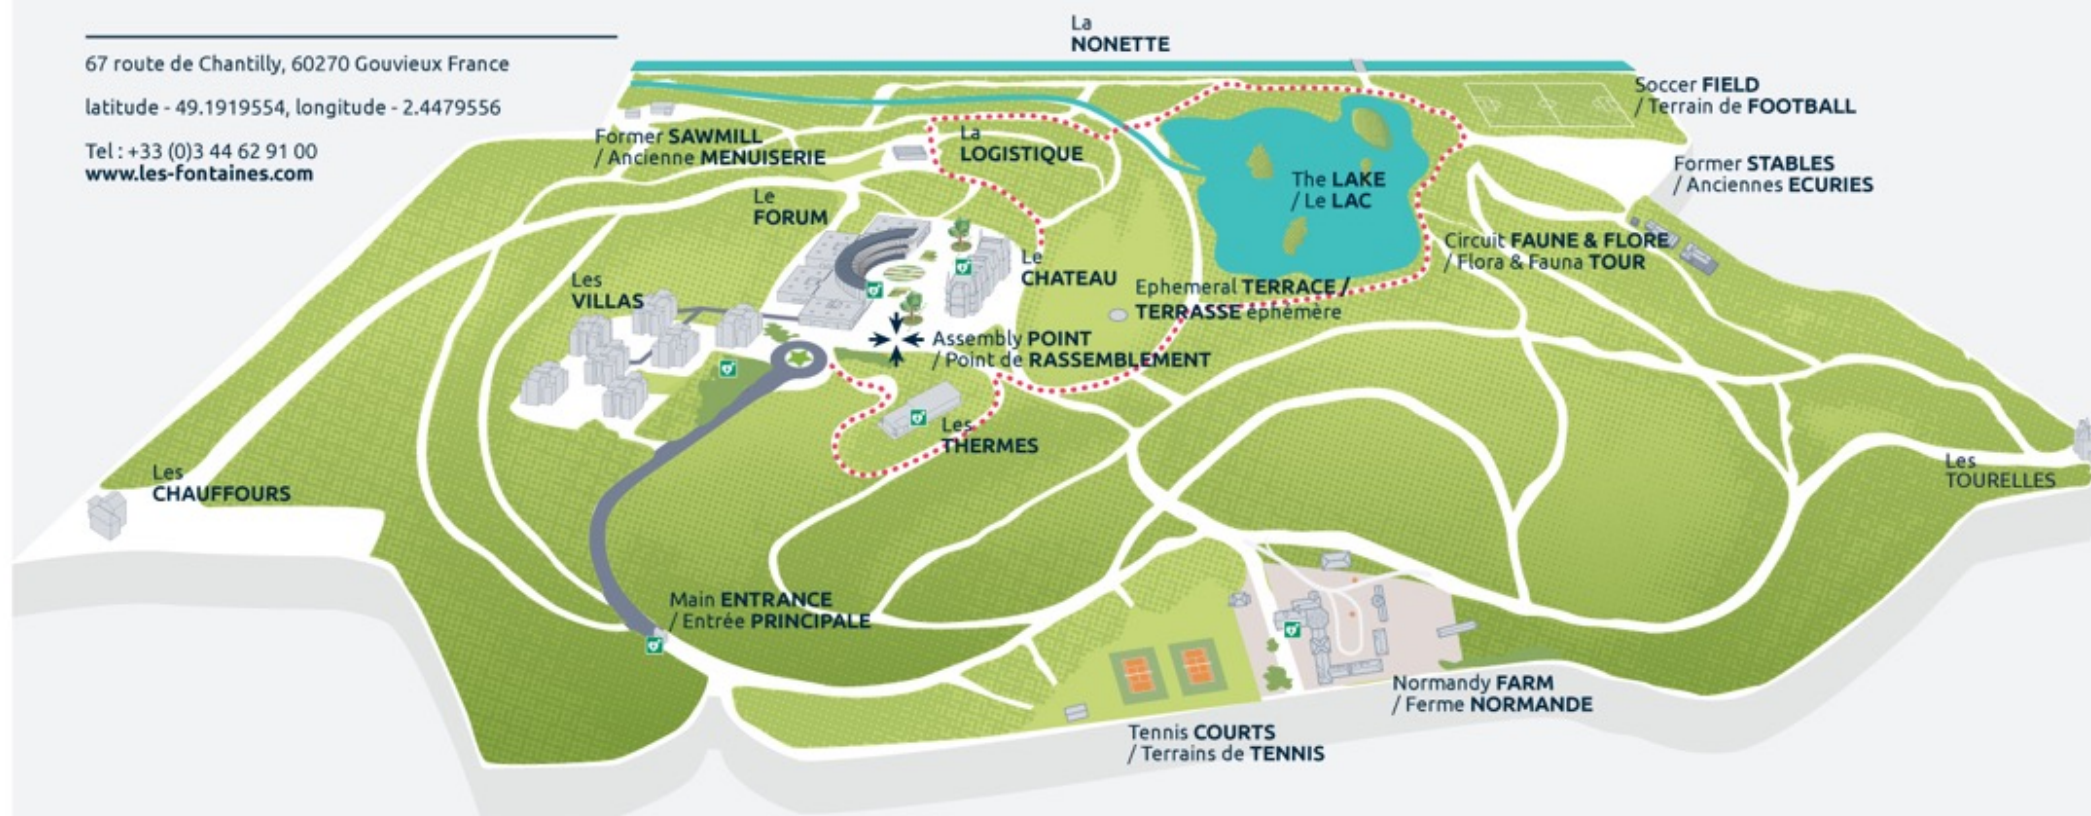 La
NONETTE
67 route de Chantilly, 60270 Gouvieux France
latitude - 49.1919554, longitude - 2.4479556
Tel : +33 (0)3 44 62 91 00
www.les-fontaines.com
Soccer FIELD
/ Terrain de FOOTBALL
Former SAWMILL
/ Ancienne MENUISERIE
La
LOGISTIQUE
Former STABLES
/ Anciennes ECURIES
The LAKE
/ Le LAC
Le
FORUM
Circuit FAUNE & FLORE
/ Flora & Fauna TOUR
Le
CHATEAU
Les
VILLAS
Ephemeral TERRACE /
TERRASSE éphémère
Assembly POINT
/ Point de RASSEMBLEMENT
Les
THERMES
Les
CHAUFFOURS
Les
TOURELLES
Main ENTRANCE
/ Entrée PRINCIPALE
Normandy FARM
/ Ferme NORMANDE
Tennis COURTS
/ Terrains de TENNIS